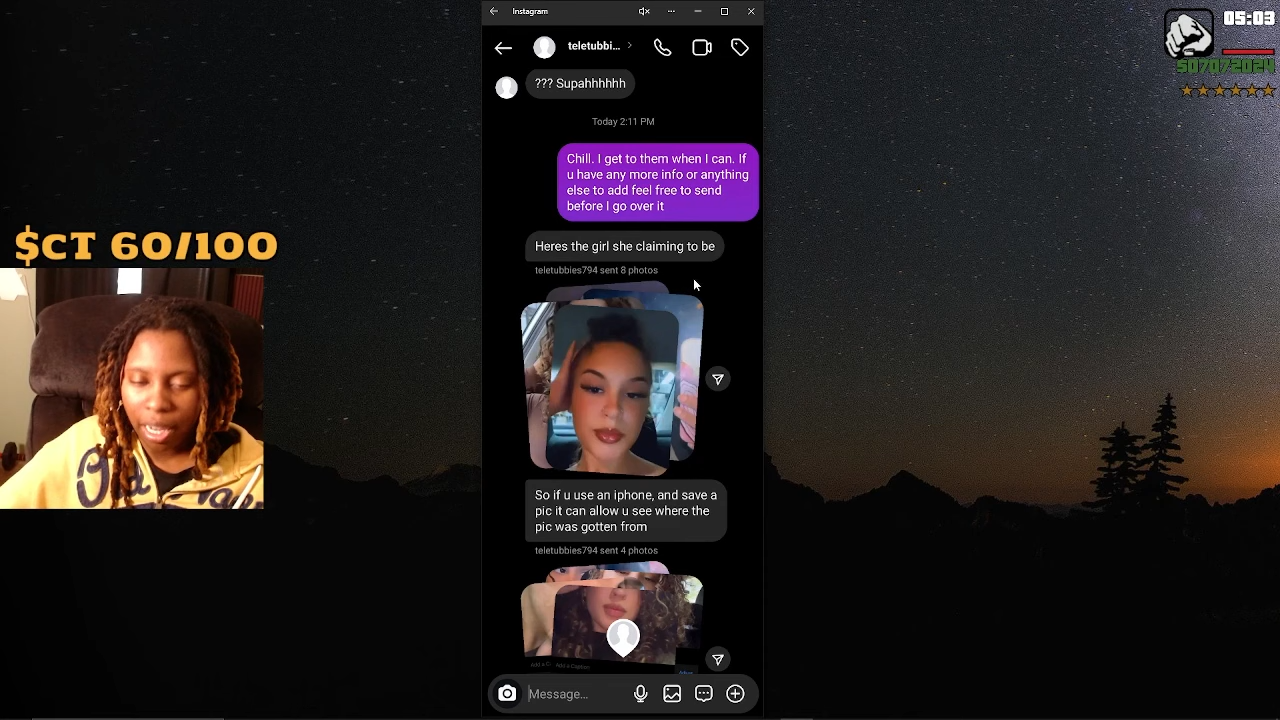 Instagram
05:03
teletubbi...
??? Supahhhhhh
Today 2:11 PM
Chill. I get to them when I can. If
u have any more info or anything
else to add feel free to send
before I go over it
$CT 60/100
Heres the girl she claiming to be
teletubbies794 sent 8 photos
So if u use an iphone, and save a
pic it can allow u see where the
pic was gotten from
teletubbies794 sent 4 photos
Add a Caption
Message...